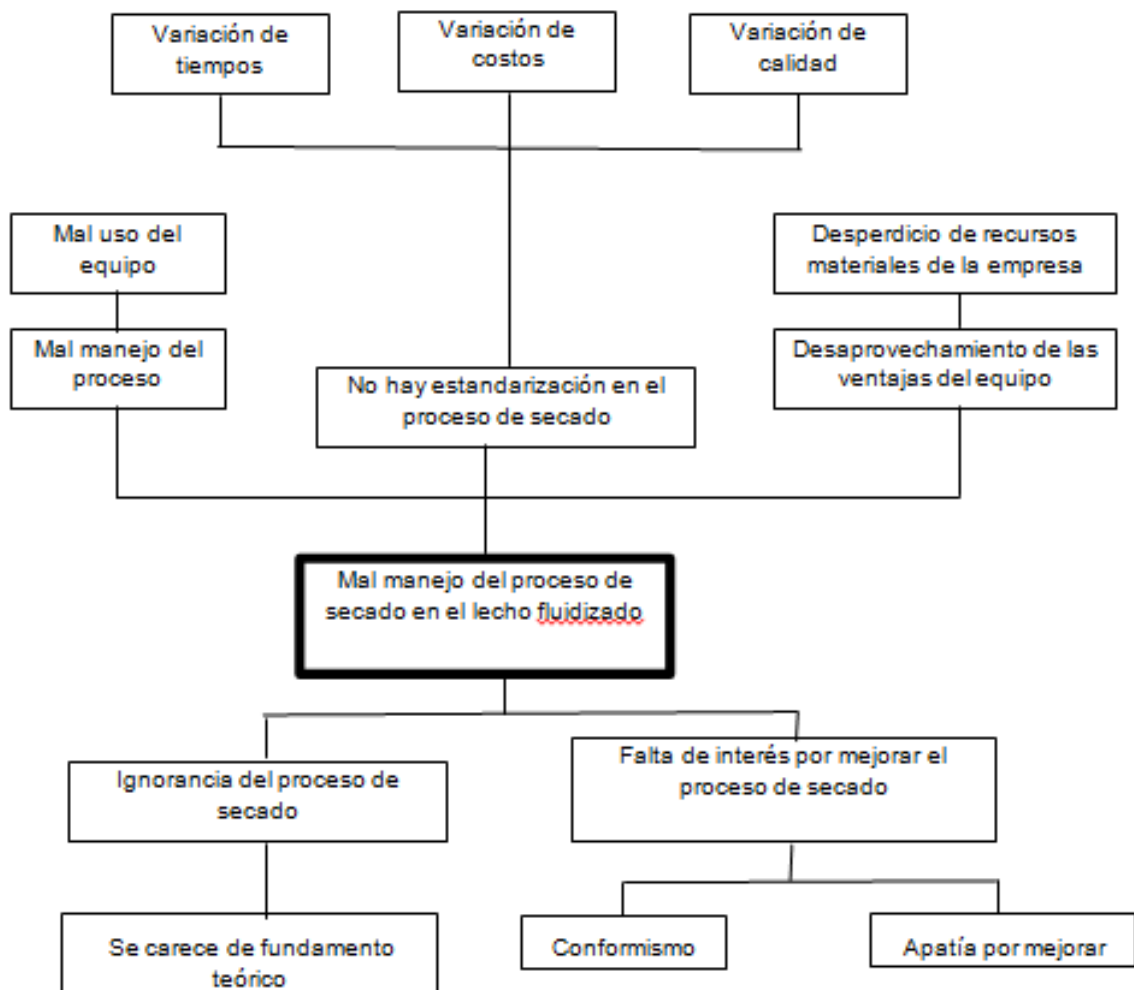 Variación de
tiempos
Variación de
costos
Variación de
calidad
Mal uso del
equipo
Desperdicio de recursos
materiales de la empresa
Mal manejo del
proceso
No hay estandarización en el
proceso de secado
Desaprovechamiento de las
ventajas del equipo
Mal manejo del proceso de
secado en el lecho fluidizado
Ignorancia del proceso de
secado
Falta de interés por mejorar el
proceso de secado
Se carece de fundamento
teórico
Conformismo
Apatía por mejorar